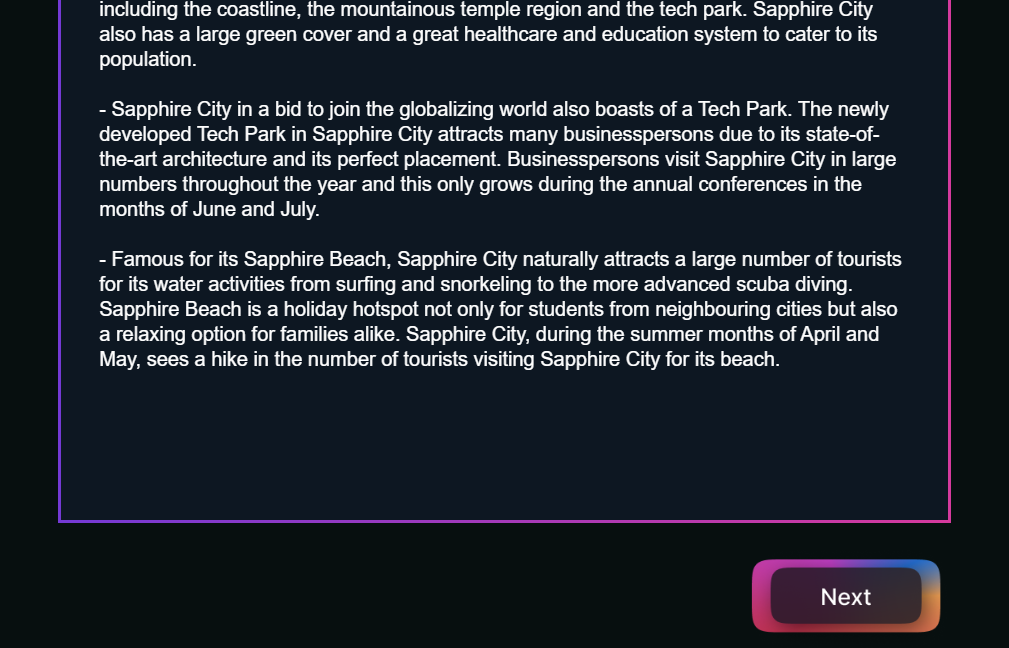 including the coastline, the mountainous temple region and the tech park. Sapphire City
also has a large green cover and a great healthcare and education system to cater to its
population.
- Sapphire City in a bid to join the globalizing world also boasts of a Tech Park. The newly
developed Tech Park in Sapphire City attracts many businesspersons due to its state-of-
the-art architecture and its perfect placement. Businesspersons visit Sapphire City in large
numbers throughout the year and this only grows during the annual conferences in the
months of June and July.
- Famous for its Sapphire Beach, Sapphire City naturally attracts a large number of tourists
for its water activities from surfing and snorkeling to the more advanced scuba diving.
Sapphire Beach is a holiday hotspot not only for students from neighbouring cities but also
a relaxing option for families alike. Sapphire City, during the summer months of April and
May, sees a hike in the number of tourists visiting Sapphire City for its beach.
Next